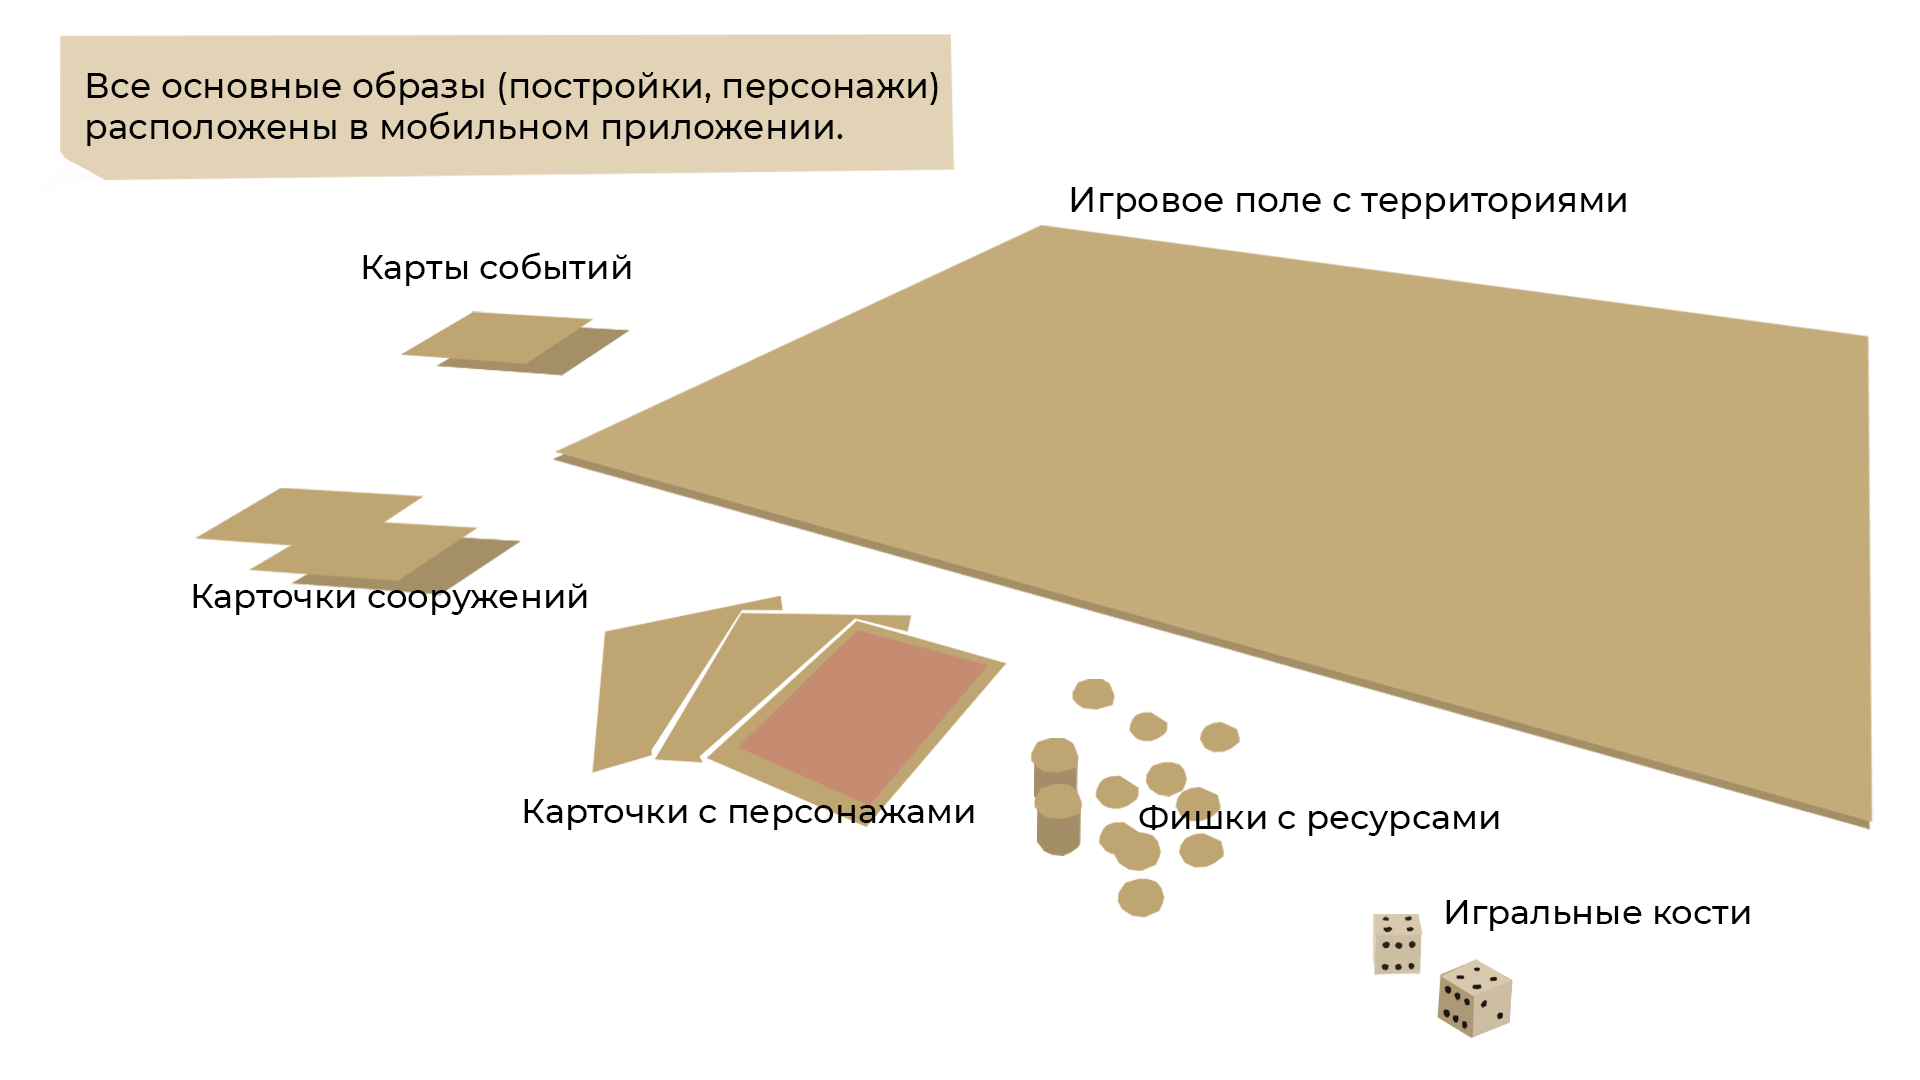 Все основные образы (постройки, персонажи)
расположены в мобильном приложении.
Игровое поле с территориями
Карты событий
Карточки сооружений
Карточки с персонажами
Фишки с ресурсами
Игральные кости